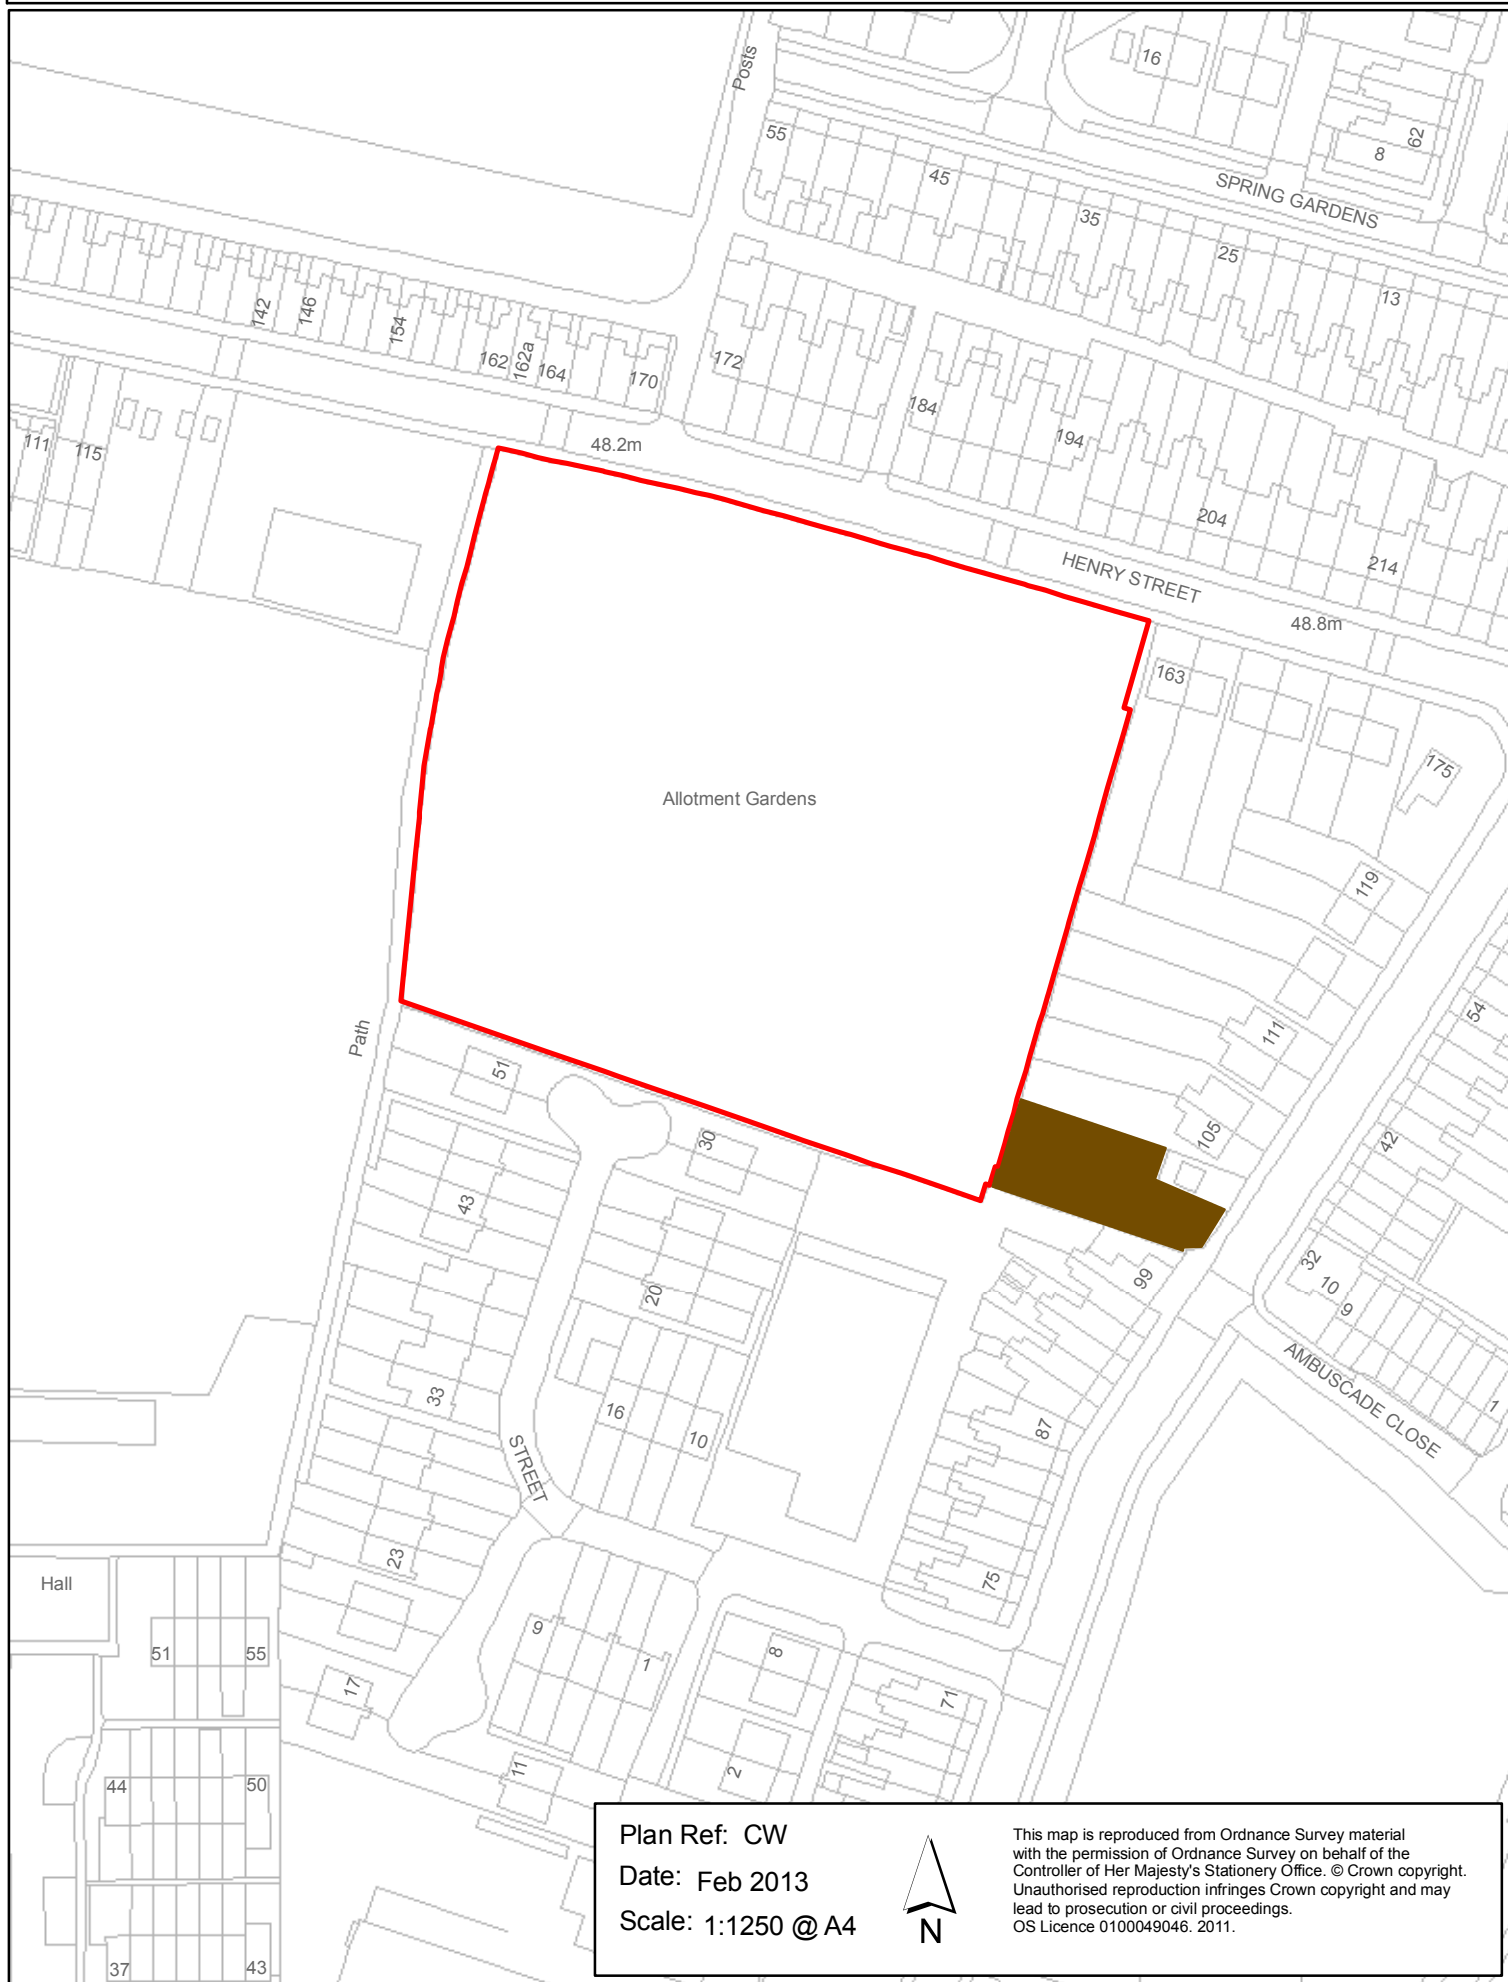 Posts
16
55
62
8
45
SPRING GARDENS
35
25
13
142
146
154
162
162a
164
170
172
184
194
111
115
48.2m
204
214
HENRY STREET
48.8m
163
175
Allotment Gardens
119
54
Path
111
51
30
105
42
43
99
32
10
9
20
AMBUSCADE CLOSE
1
33
16
10
87
STREET
23
75
Hall
51
55
9
1
8
17
71
11
2
44
50
37
43
Plan Ref: CW
Date: Feb 2013
Scale: 1:1250 @ A4
N
This map is reproduced from Ordnance Survey material
with the permission of Ordnance Survey on behalf of the
Controller of Her Majesty's Stationery Office. © Crown copyright.
Unauthorised reproduction infringes Crown copyright and may
lead to prosecution or civil proceedings.
OS Licence 0100049046. 2011.